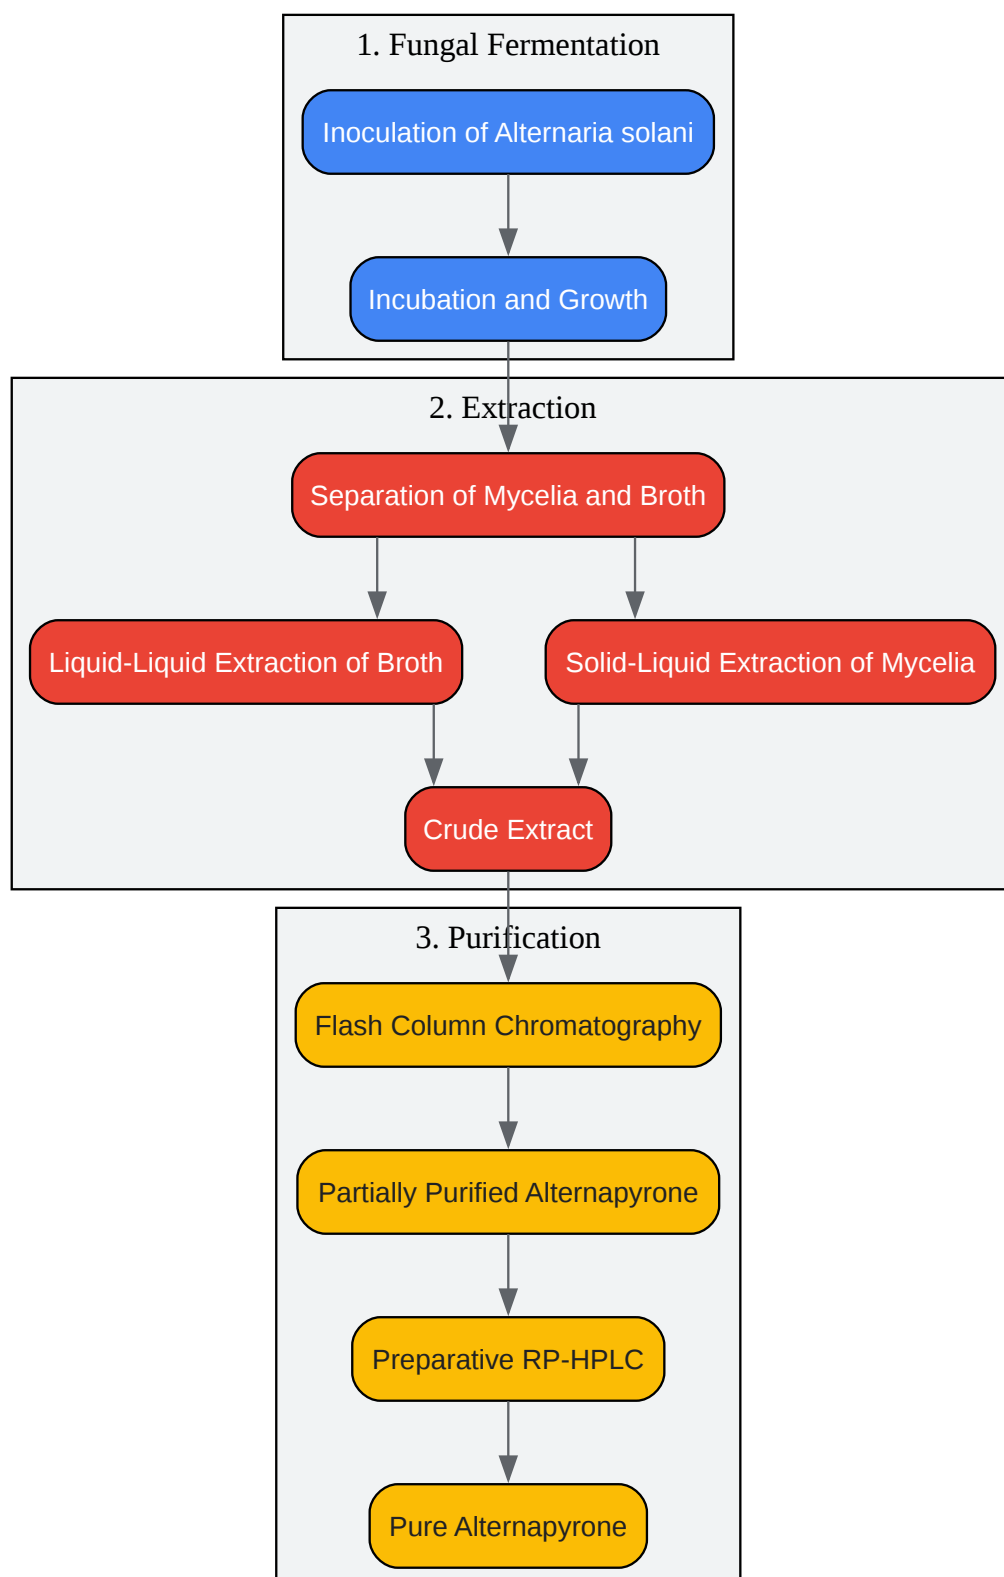 1. Fungal Fermentation
Inoculation of Alternaria solani
Incubation and Growth
2. Extraction
Separation of Mycelia and Broth
Liquid-Liquid Extraction of Broth
Solid-Liquid Extraction of Mycelia
Crude Extract
3. Purification
Flash Column Chromatography
Partially Purified Alternapyrone
Preparative RP-HPLC
Pure Alternapyrone